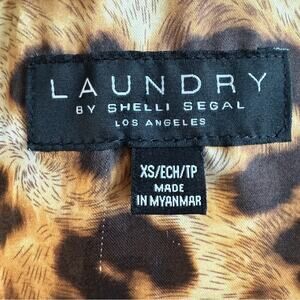 LAUNDRY
BY SHELLI SEGAL
LOS ANGELES
XS/ECH/TP
MADE
IN MYANMAR